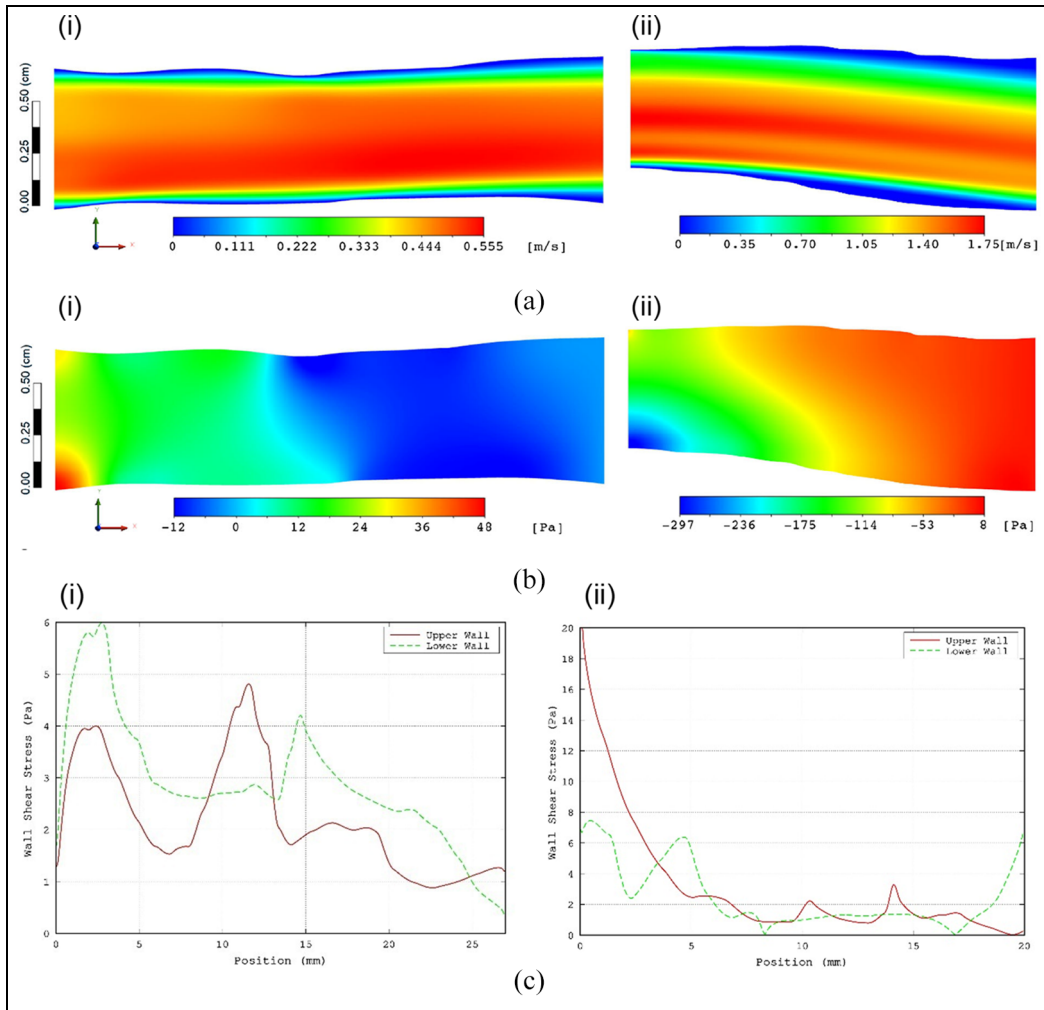 (i) (ii)
0.50 (cm)
0.25
0.00
Y
X
0 0.111 0.222 0.333 0.444 0.555 [m/s]
0 0.35 0.70 1.05 1.40 1.75 [m/s]
(a)
(i) (ii)
0.50 (cm)
0.25
0.00
Y
X
-12 0 12 24 36 48 [Pa]
-297 -236 -175 -114 -53 8 [Pa]
(b)
(i) (ii)
Upper Wall
Lower Wall
Wall Shear Stress (Pa)
6
5
4
3
2
1
0
0 5 10 15 20 25
Position (mm)
Upper Wall
Lower Wall
Wall Shear Stress (Pa)
20
18
16
14
12
10
8
6
4
2
0
0 5 10 15 20
Position (mm)
(c)